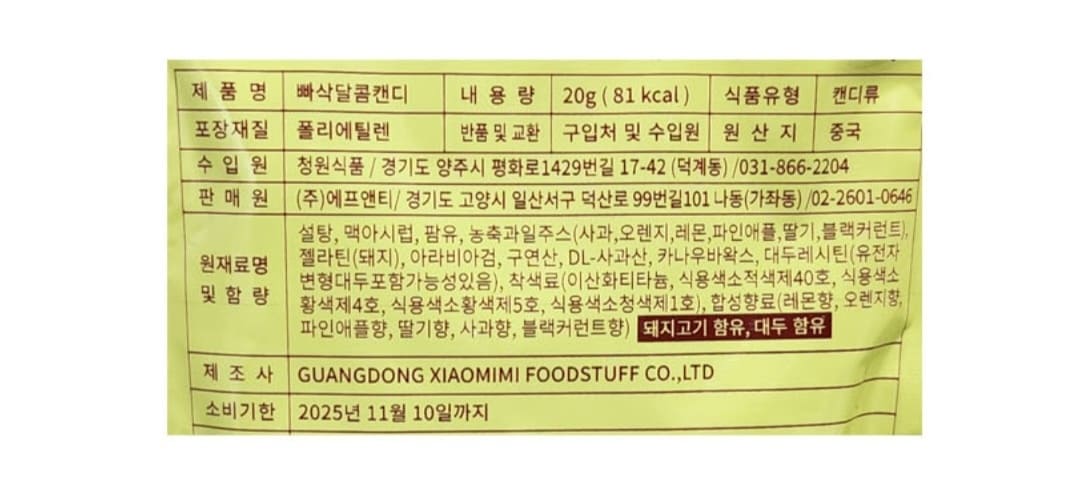 제 품 명 빠삭달콤캔디 내 용 량 20g ( 81 kcal ) 식품유형 캔디류
포장재질 폴리에틸렌 반품 및 교환 구입처 및 수입원 원 산 지 중국
수 입 원 청원식품 / 경기도 양주시 평화로1429번길 17-42 (덕계동) /031-866-2204
판 매 원 (주)에프앤티/ 경기도 고양시 일산서구 덕산로 99번길101 나동(가좌동) /02-2601-0646
원재료명 및 함 량
설탕, 맥아시럽, 팜유, 농축과일주스(사과,오렌지,레몬,파인애플,딸기,블랙커런트),
젤라틴(돼지), 아라비아검, 구연산, DL-사과산, 카나우바왁스, 대두레시틴(유전자
변형대두포함가능성있음), 착색료(이산화티타늄, 식용색소적색제40호, 식용색소
황색제4호, 식용색소황색제5호, 식용색소청색제1호), 합성향료(레몬향, 오렌지향,
파인애플향, 딸기향, 사과향, 블랙커런트향) 돼지고기 함유, 대두 함유
제 조 사 GUANGDONG XIAOMIMI FOODSTUFF CO.,LTD
소비기한 2025년 11월 10일까지